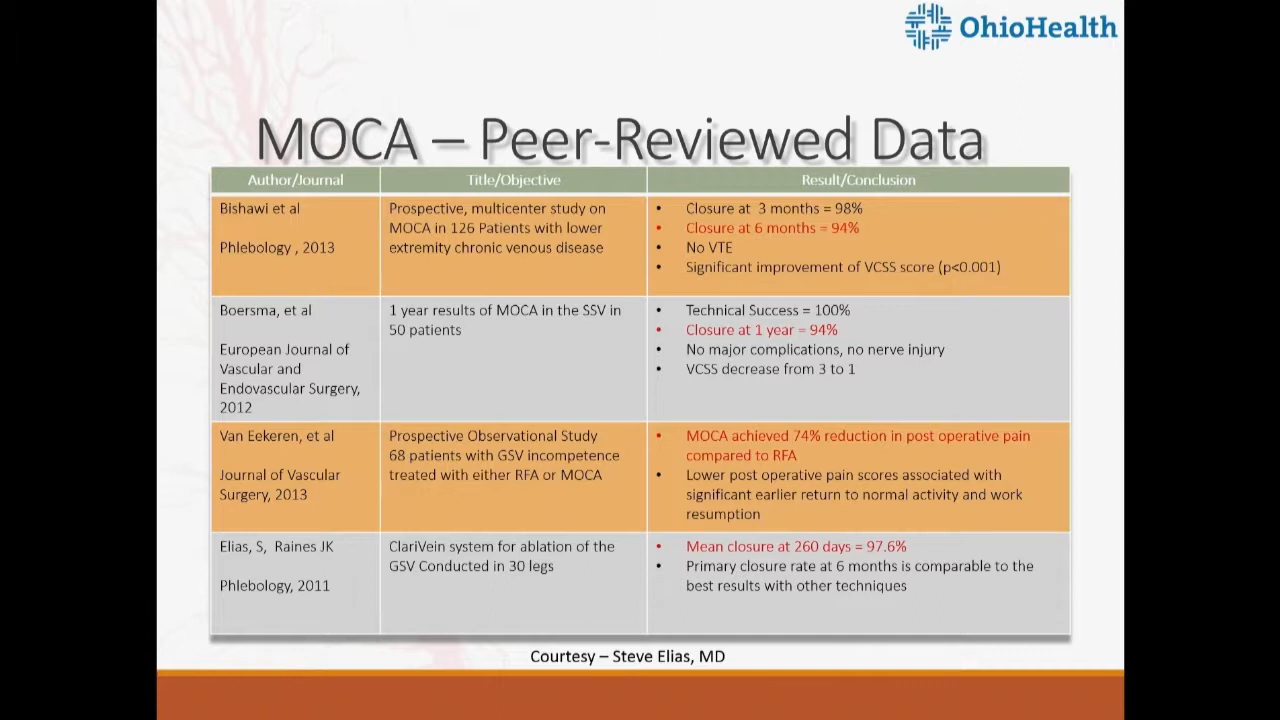 OhioHealth
MOCA – Peer-Reviewed Data
Author/Journal
Title/Objective
Result/Conclusion
Bishawi et al
Phlebology , 2013
Prospective, multicenter study on
MOCA in 126 Patients with lower
extremity chronic venous disease
• Closure at 3 months = 98%
• Closure at 6 months = 94%
• No VTE
• Significant improvement of VCSS score (p<0.001)
Boersma, et al
European Journal of
Vascular and
Endovascular Surgery,
2012
1 year results of MOCA in the SSV in
50 patients
• Technical Success = 100%
• Closure at 1 year = 94%
• No major complications, no nerve injury
• VCSS decrease from 3 to 1
Van Eekeren, et al
Journal of Vascular
Surgery, 2013
Prospective Observational Study
68 patients with GSV incompetence
treated with either RFA or MOCA
• MOCA achieved 74% reduction in post operative pain
compared to RFA
• Lower post operative pain scores associated with
significant earlier return to normal activity and work
resumption
Elias, S, Raines JK
Phlebology, 2011
ClariVein system for ablation of the
GSV Conducted in 30 legs
• Mean closure at 260 days = 97.6%
• Primary closure rate at 6 months is comparable to the
best results with other techniques
Courtesy – Steve Elias, MD